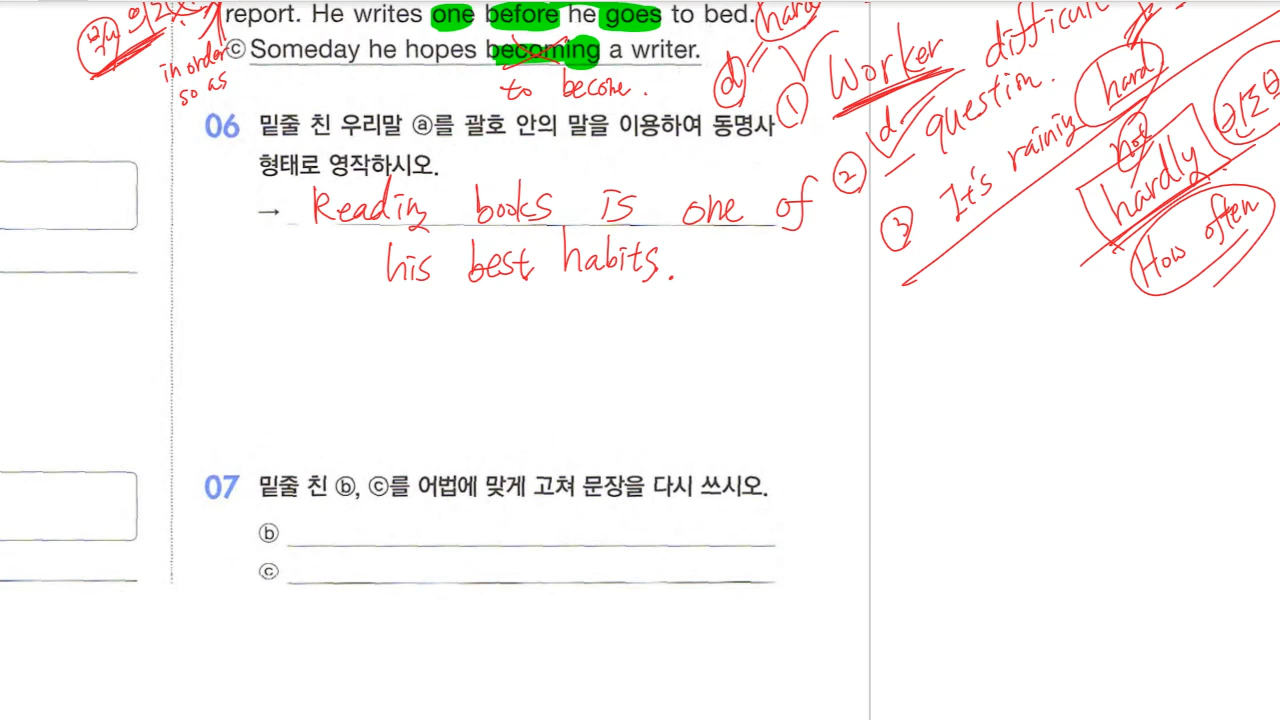 report. He writes one before he goes to bed.
ⓒ Someday he hopes becoming a writer.
in order
so as
to become.
hard
ⓓ
① Worker
② d question.
difficult
③ It's raining hard
not
hardly
How often
06 밑줄 친 우리말 ⓐ를 괄호 안의 말을 이용하여 동명사
형태로 영작하시오.
→ Reading books is one of
his best habits.
07 밑줄 친 ⓑ, ⓒ를 어법에 맞게 고쳐 문장을 다시 쓰시오.
ⓑ
ⓒ